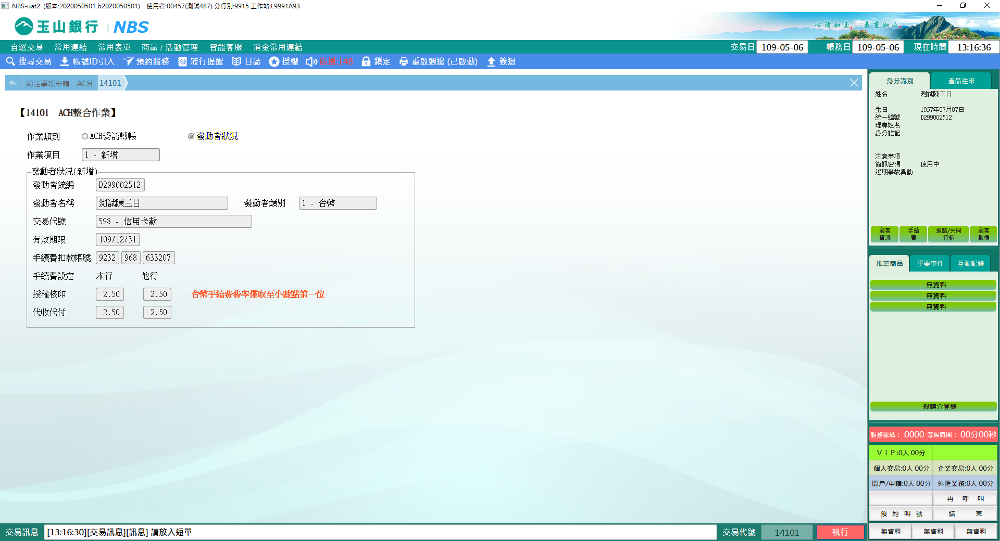 NBS-uat2 (版本:2020050501.b2020050501) 使用者:00457(測試487) 分行別:9915 工作站:L9991A93
玉山銀行 | NBS
心清如玉 義重如山
自選交易 常用連結 常用表單 商品 / 活動管理 智能客服 消金常用連結
交易日 109-05-06 帳務日 109-05-06 現在時間 13:16:36
搜尋交易 帳號ID引入 預約服務 蒞行提醒 日誌 授權 廣播:148 鎖定 重啟週邊 (已啟動) 簽退
約定事項申請 ACH 14101
【14101 ACH整合作業】
作業類別 ACH委託轉帳 發動者狀況
作業項目 1 - 新增
發動者狀況(新增)
發動者統編 D299002512
發動者名稱 測試陳三日 發動者類別 1 - 台幣
交易代號 598 - 信用卡款
有效期限 109/12/31
手續費扣款帳號 9232 968 633207
手續費設定 本行 他行
授權核印 2.50 2.50 台幣手續費費率僅取至小數點第一位
代收代付 2.50 2.50
身分識別 產品往來
姓名 測試陳三日
生日 1957年07月07日
統一編號 D299002512
理專姓名
身分註記
注意事項
簡訊密碼 使用中
近期事故異動
顧客資訊 手續費 通路/共同行銷 顧客影像
推薦商品 重要事件 互動記錄
無資料
無資料
無資料
一般轉介登錄
服務號碼： 0000 等候時間： 00分00秒
ＶＩＰ:0人 00分
個人交易:0人 00分 企業交易:0人 00分
開戶/申請:0人 00分 外匯業務:0人 00分
再 呼 叫
預 約 叫 號 結 束
無資料 無資料 無資料
交易訊息 [13:16:30][交易訊息][訊息] 請放入短單 交易代號 14101 執行